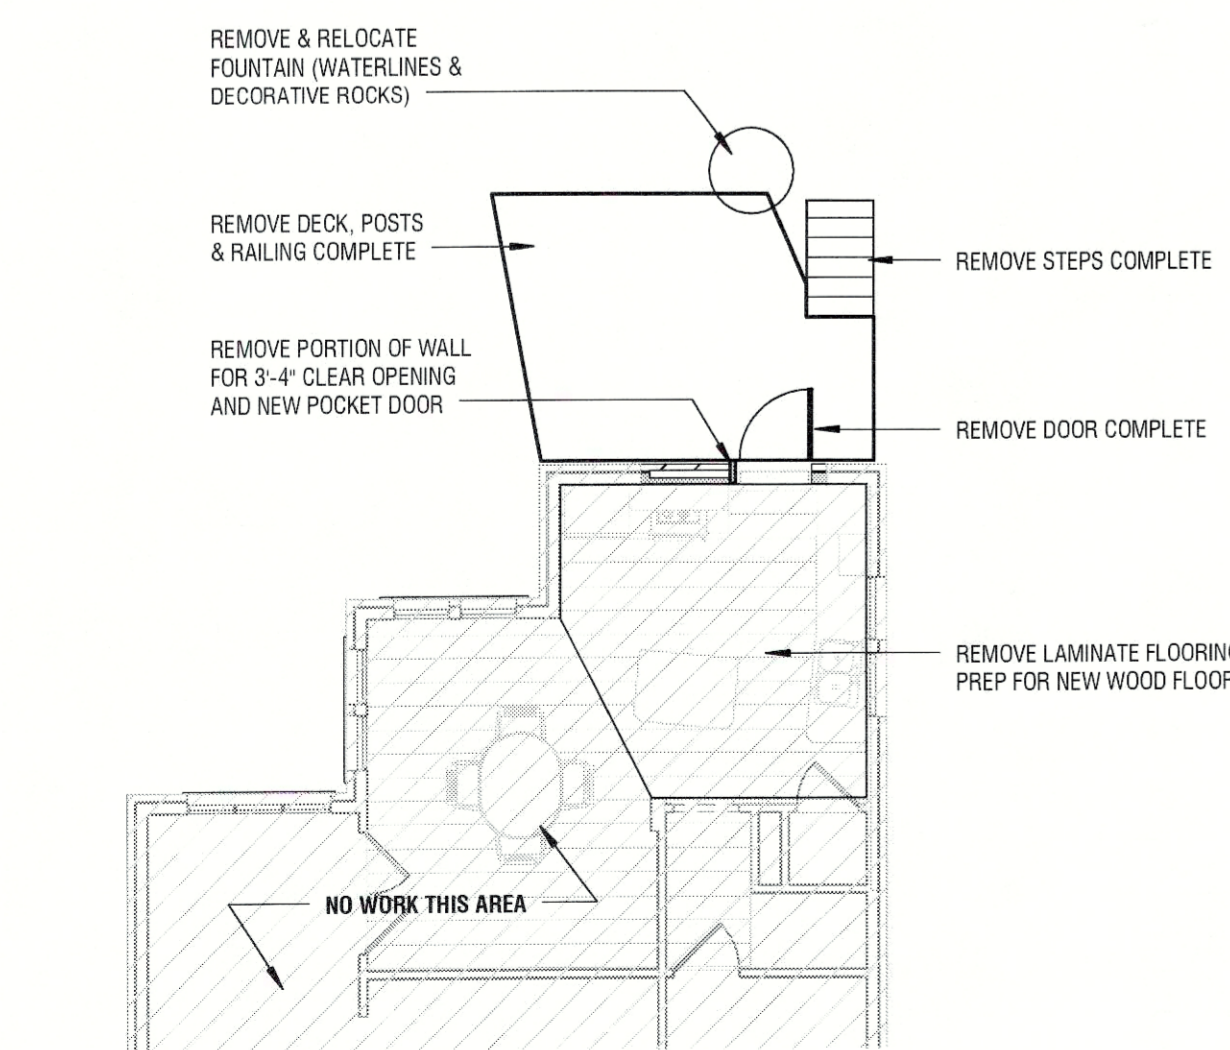 REMOVE & RELOCATE
FOUNTAIN (WATERLINES &
DECORATIVE ROCKS)
REMOVE DECK, POSTS
& RAILING COMPLETE
REMOVE STEPS COMPLETE
REMOVE PORTION OF WALL
FOR 3'-4" CLEAR OPENING
AND NEW POCKET DOOR
REMOVE DOOR COMPLETE
REMOVE LAMINATE FLOORING
PREP FOR NEW WOOD FLOOR
NO WORK THIS AREA